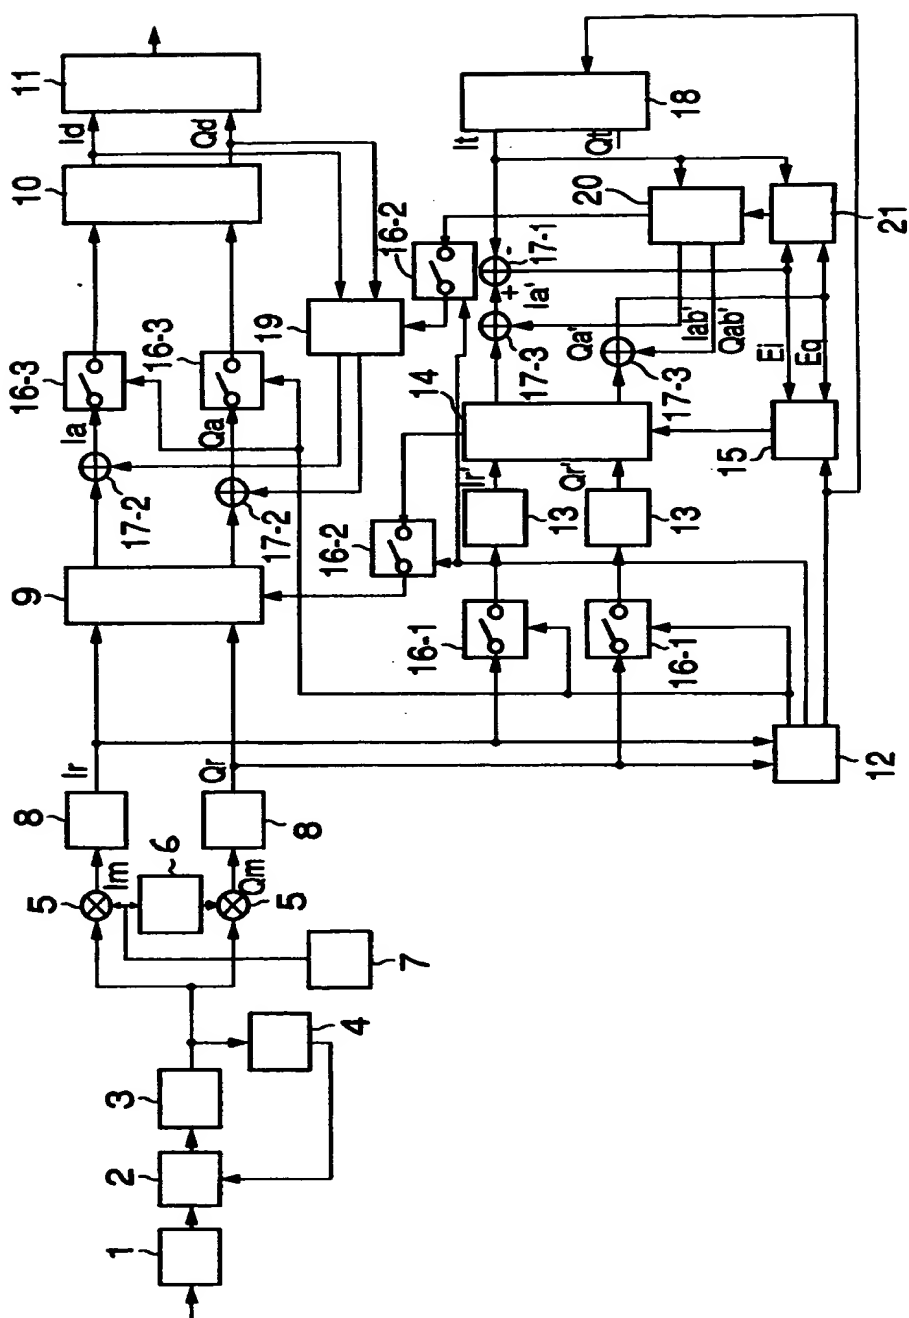 1
2
3
4
5
5
6
7
Im
Qm
8
8
Ir
Qr
9
17-2
17-2
Ia
Qa
16-3
16-3
10
Id
Qd
11
19
16-2
16-2
12
16-1
16-1
13
13
Ir'
Qr'
14
15
17-3
17-3
Ia'
Qa'
+
-
17-1
Ei
Eq
Iab'
Qab'
20
21
It
Qt
18